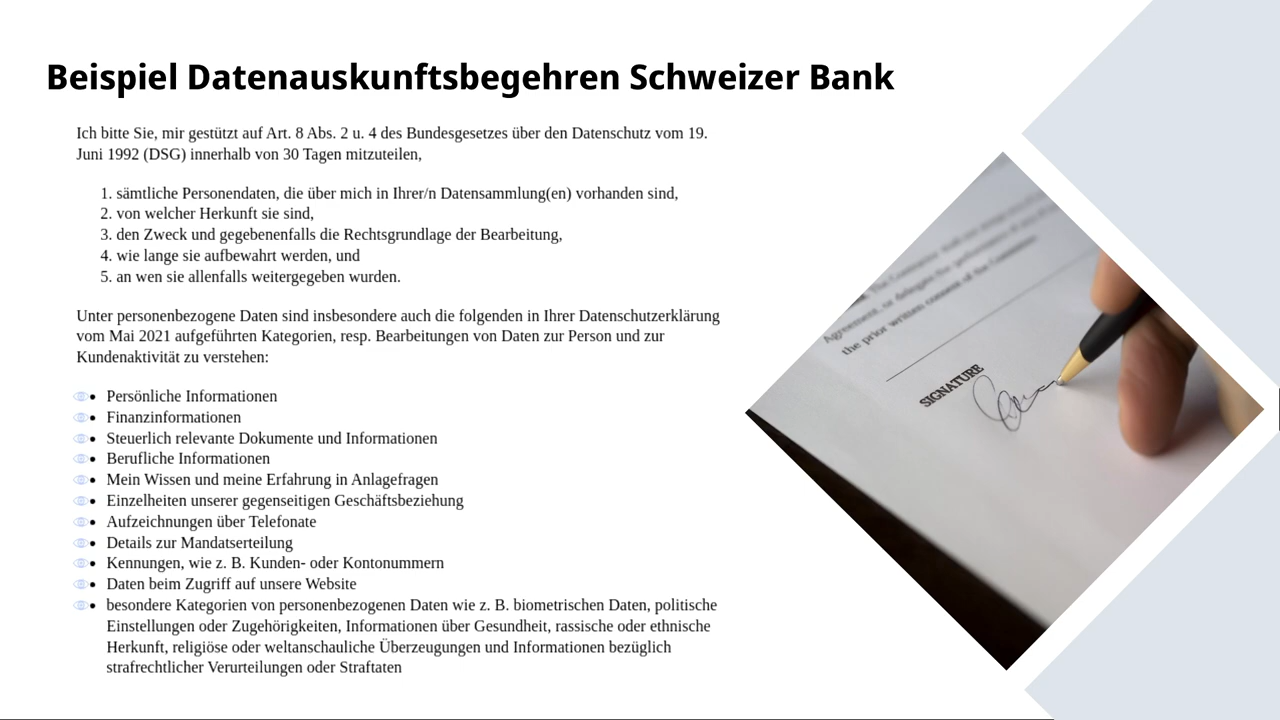 Beispiel Datenauskunftsbegehren Schweizer Bank
Ich bitte Sie, mir gestützt auf Art. 8 Abs. 2 u. 4 des Bundesgesetzes über den Datenschutz vom 19.
Juni 1992 (DSG) innerhalb von 30 Tagen mitzuteilen,
1. sämtliche Personendaten, die über mich in Ihrer/n Datensammlung(en) vorhanden sind,
2. von welcher Herkunft sie sind,
3. den Zweck und gegebenenfalls die Rechtsgrundlage der Bearbeitung,
4. wie lange sie aufbewahrt werden, und
5. an wen sie allenfalls weitergegeben wurden.
Unter personenbezogene Daten sind insbesondere auch die folgenden in Ihrer Datenschutzerklärung
vom Mai 2021 aufgeführten Kategorien, resp. Bearbeitungen von Daten zur Person und zur
Kundenaktivität zu verstehen:
• Persönliche Informationen
• Finanzinformationen
• Steuerlich relevante Dokumente und Informationen
• Berufliche Informationen
• Mein Wissen und meine Erfahrung in Anlagefragen
• Einzelheiten unserer gegenseitigen Geschäftsbeziehung
• Aufzeichnungen über Telefonate
• Details zur Mandatserteilung
• Kennungen, wie z. B. Kunden- oder Kontonummern
• Daten beim Zugriff auf unsere Website
• besondere Kategorien von personenbezogenen Daten wie z. B. biometrischen Daten, politische
Einstellungen oder Zugehörigkeiten, Informationen über Gesundheit, rassische oder ethnische
Herkunft, religiöse oder weltanschauliche Überzeugungen und Informationen bezüglich
strafrechtlicher Verurteilungen oder Straftaten
Agreement, or delegate the
the prior written consent of the
SIGNATURE